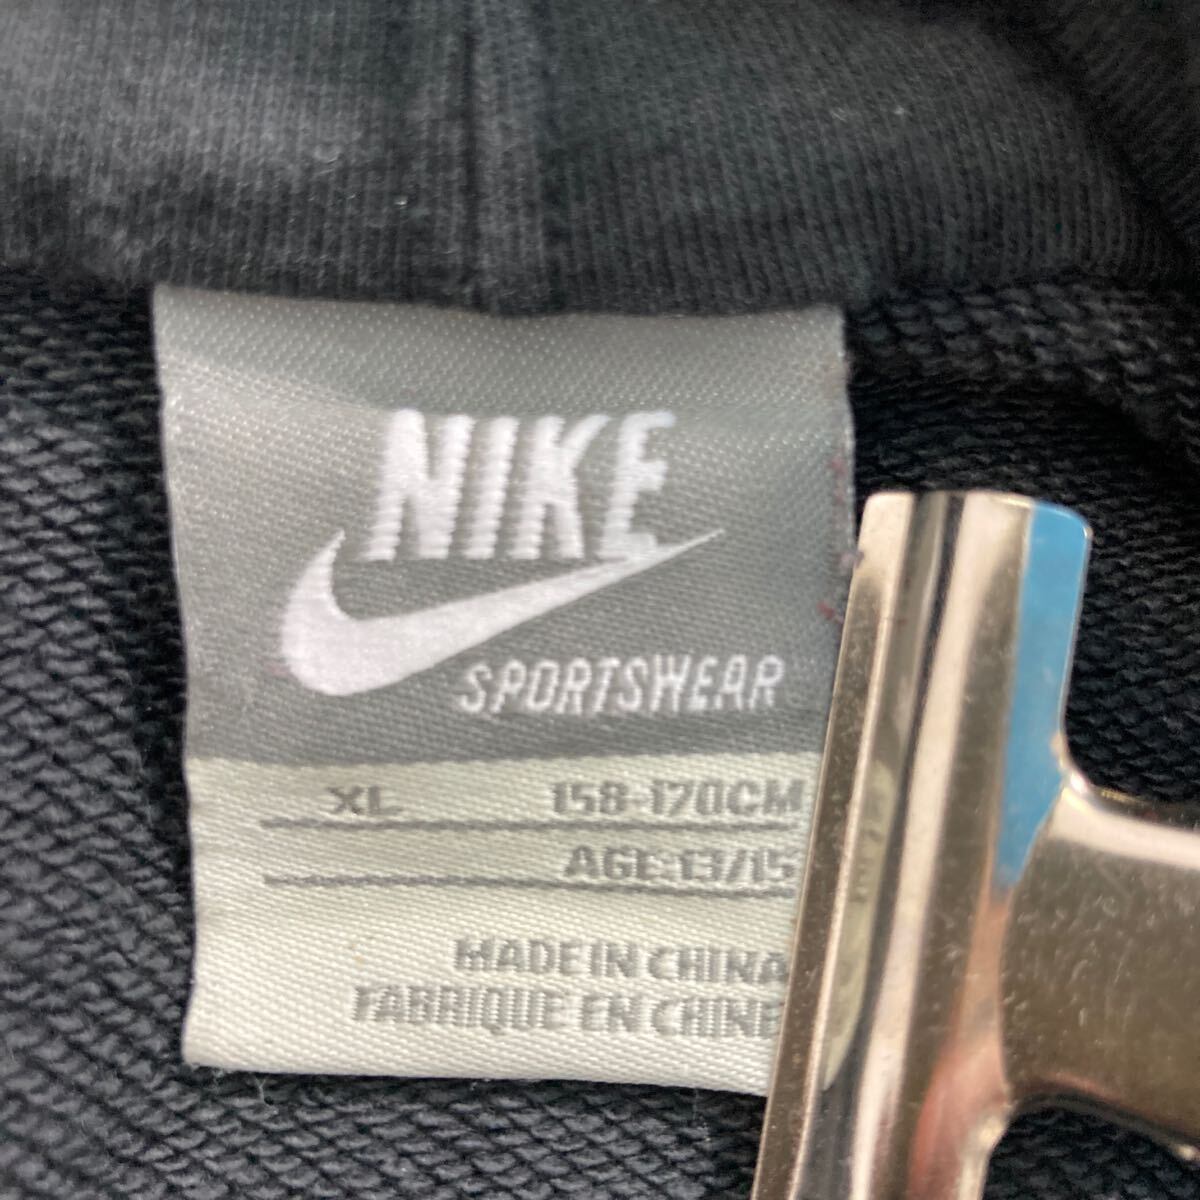 NIKE
SPORTSWEAR
XL 158-170CM
AGE:13/15
MADE IN CHINA
FABRIQUE EN CHINE